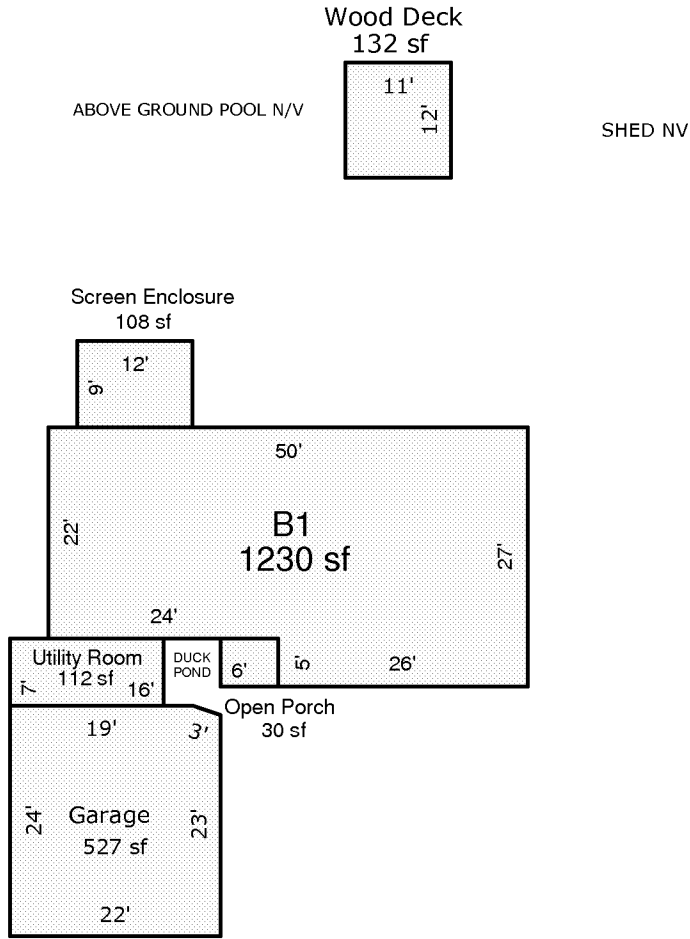 Wood Deck
132 sf
11'
12'
ABOVE GROUND POOL N/V
SHED NV
Screen Enclosure
108 sf
12'
9'
50'
22'
B1
1230 sf
27'
24'
Utility Room
112 sf
7'
16'
DUCK
POND
6'
5'
26'
Open Porch
30 sf
19'
3'
24'
Garage
527 sf
23'
22'